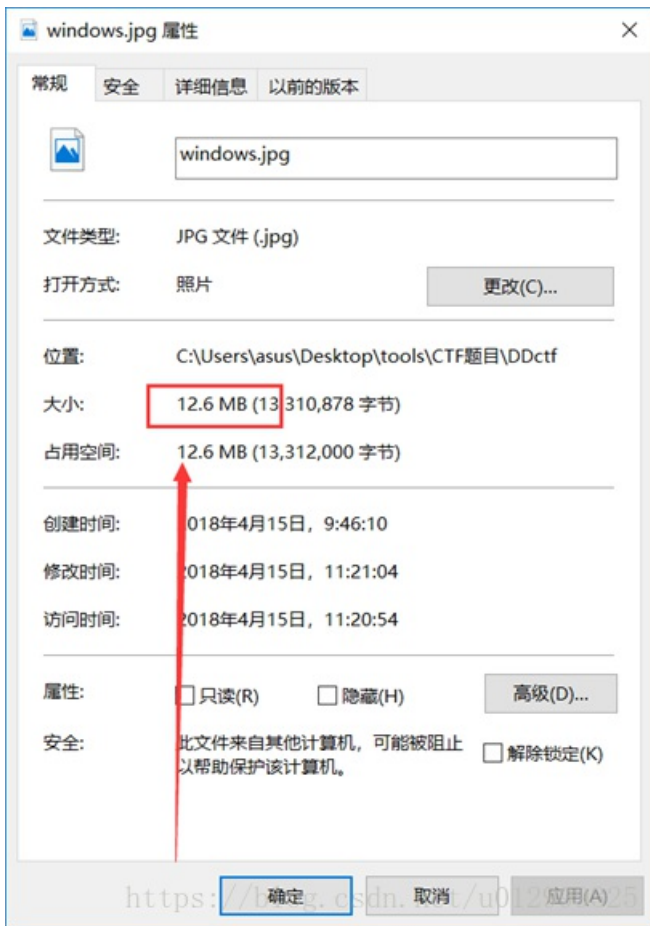 windows.jpg 属性
常规 安全 详细信息 以前的版本
windows.jpg
文件类型: JPG 文件 (.jpg)
打开方式: 照片 更改(C)...
位置: C:\Users\asus\Desktop\tools\CTF题目\DDctf
大小: 12.6 MB (13,310,878 字节)
占用空间: 12.6 MB (13,312,000 字节)
创建时间: 2018年4月15日，9:46:10
修改时间: 2018年4月15日，11:21:04
访问时间: 2018年4月15日，11:20:54
属性: 只读(R) 隐藏(H) 高级(D)...
安全: 此文件来自其他计算机，可能被阻止 解除锁定(K)
以帮助保护该计算机。
确定 取消 应用(A)